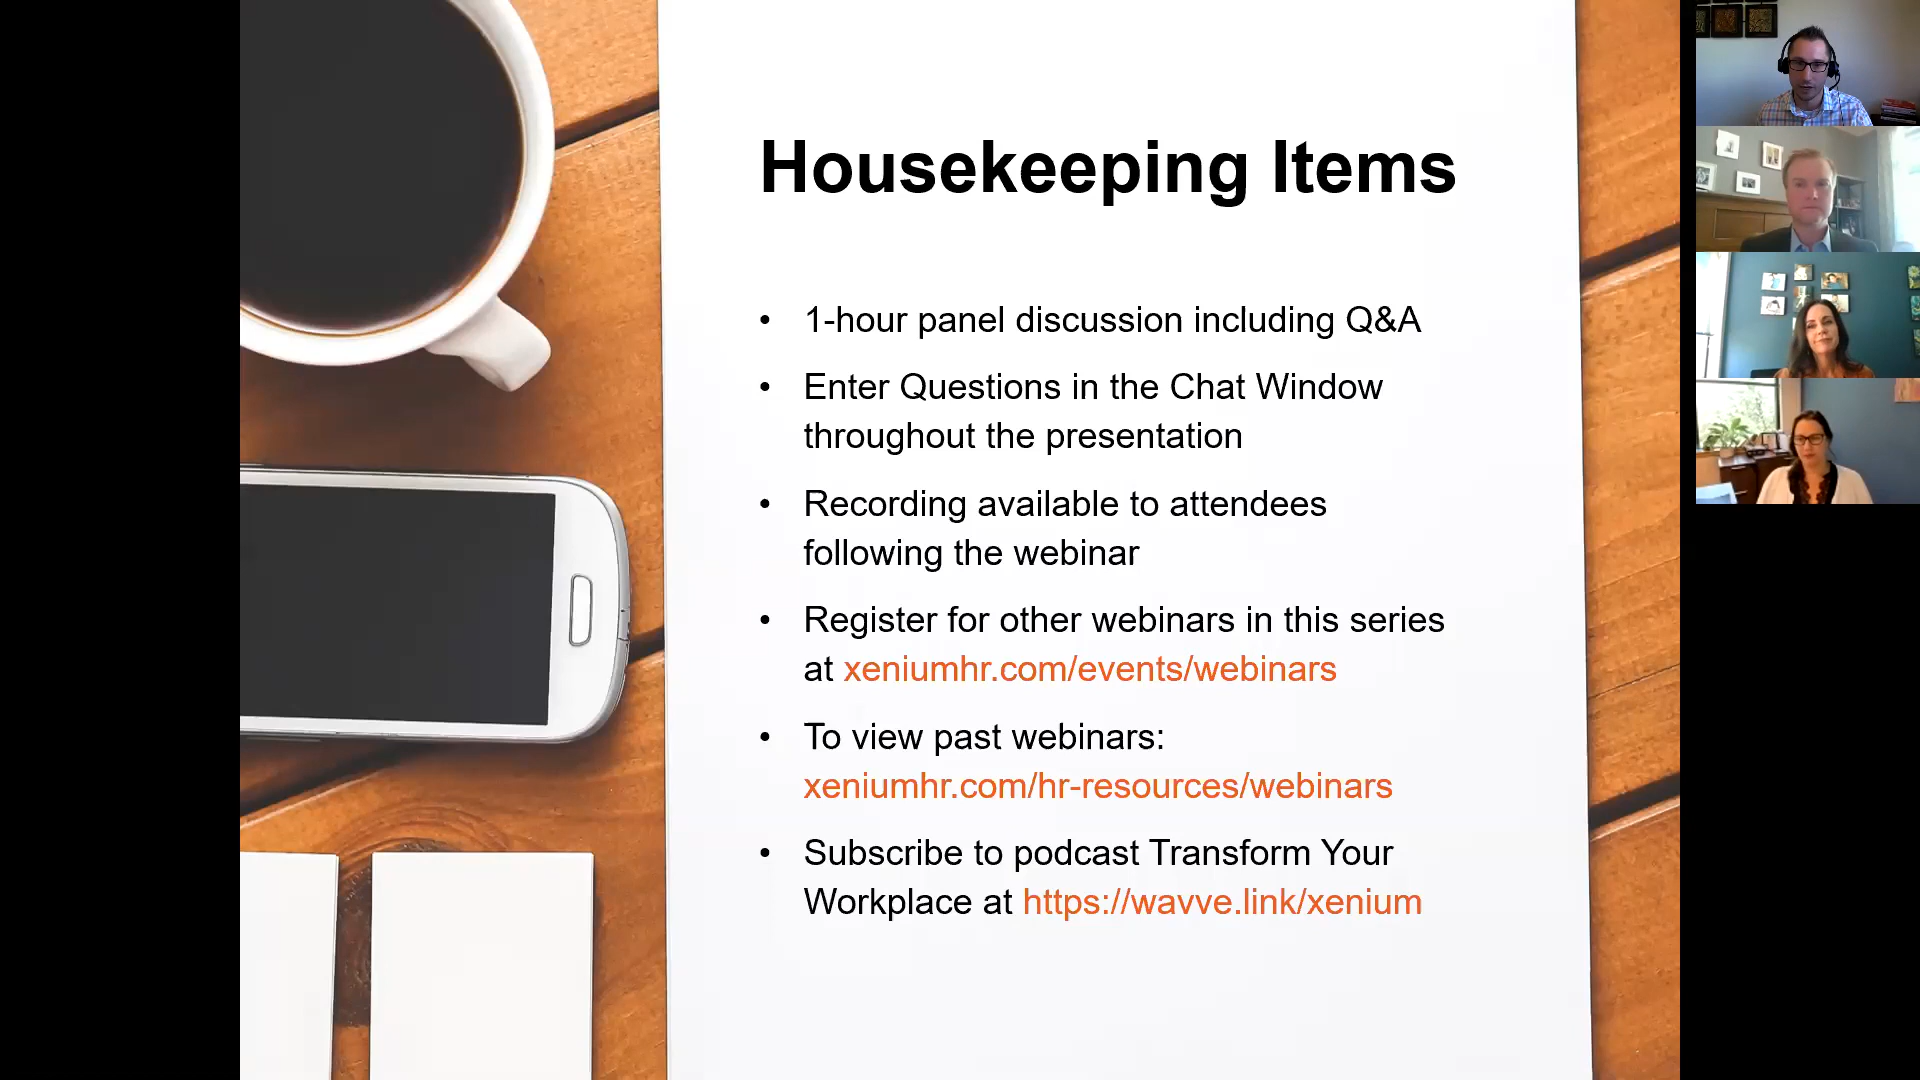 Housekeeping Items
• 1-hour panel discussion including Q&A
• Enter Questions in the Chat Window
throughout the presentation
• Recording available to attendees
following the webinar
• Register for other webinars in this series
at xeniumhr.com/events/webinars
• To view past webinars:
xeniumhr.com/hr-resources/webinars
• Subscribe to podcast Transform Your
Workplace at https://wavve.link/xenium